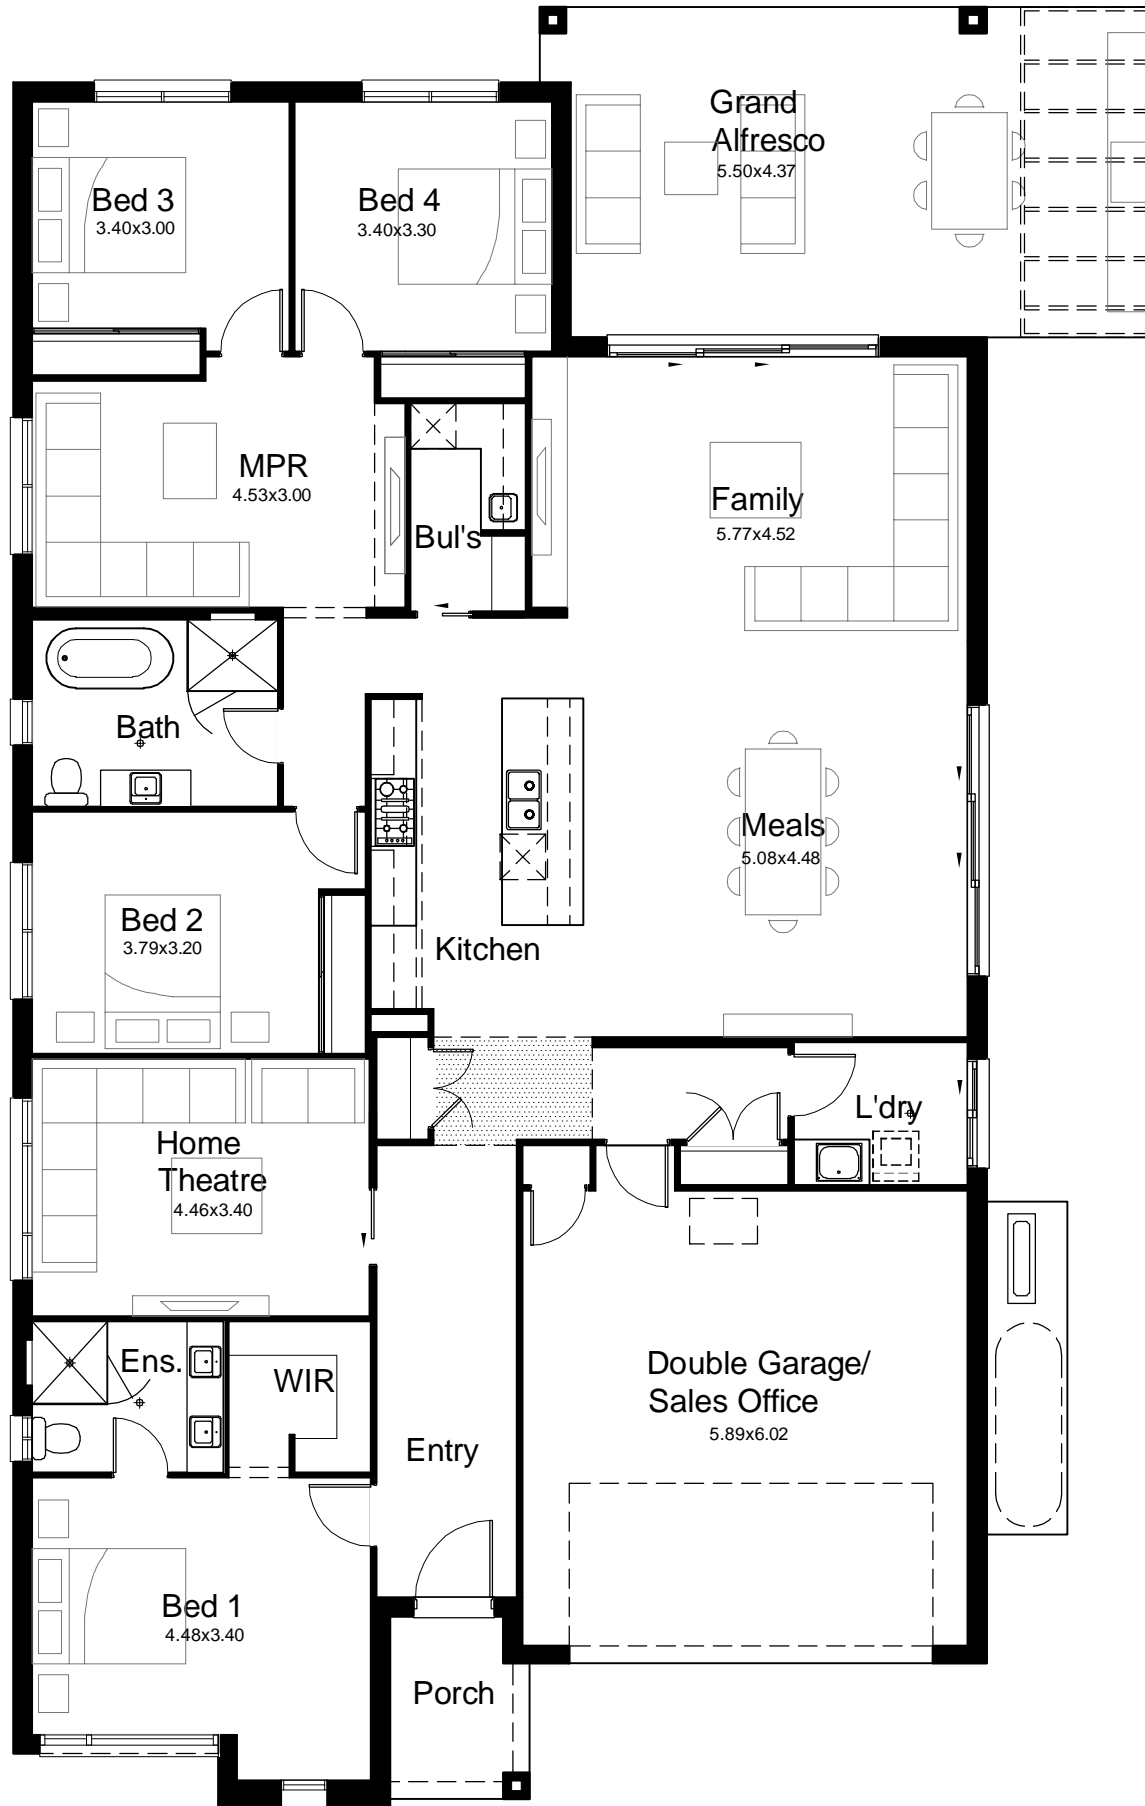 Grand
Alfresco
5.50x4.37
Bed 3
3.40x3.00
Bed 4
3.40x3.30
MPR
4.53x3.00
Bul's
Family
5.77x4.52
Bath
Meals
5.08x4.48
Bed 2
3.79x3.20
Kitchen
L'dry
Home
Theatre
4.46x3.40
Ens.
WIR
Double Garage/
Sales Office
5.89x6.02
Entry
Bed 1
4.48x3.40
Porch